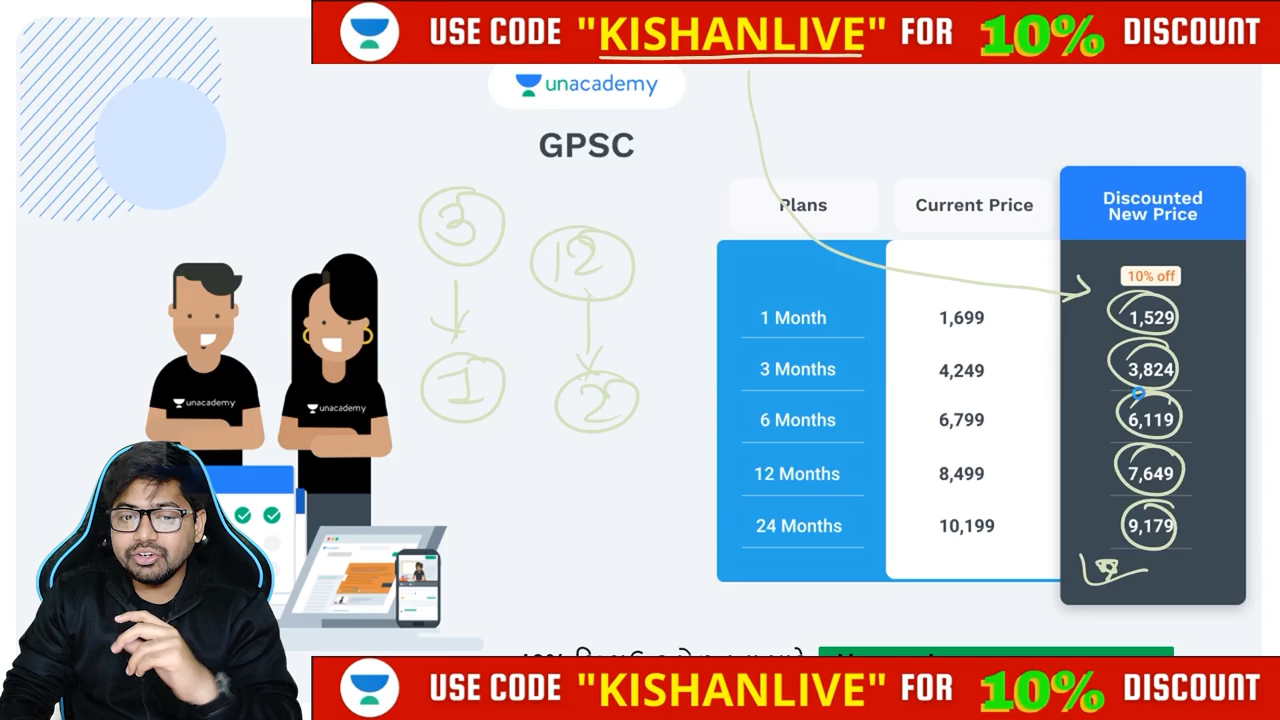 USE CODE "KISHANLIVE" FOR 10% DISCOUNT
unacademy
GPSC
3
12
1
2
Plans Current Price Discounted New Price
10% off
1 Month 1,699 1,529
3 Months 4,249 3,824
6 Months 6,799 6,119
12 Months 8,499 7,649
24 Months 10,199 9,179
unacademy
unacademy
USE CODE "KISHANLIVE" FOR 10% DISCOUNT